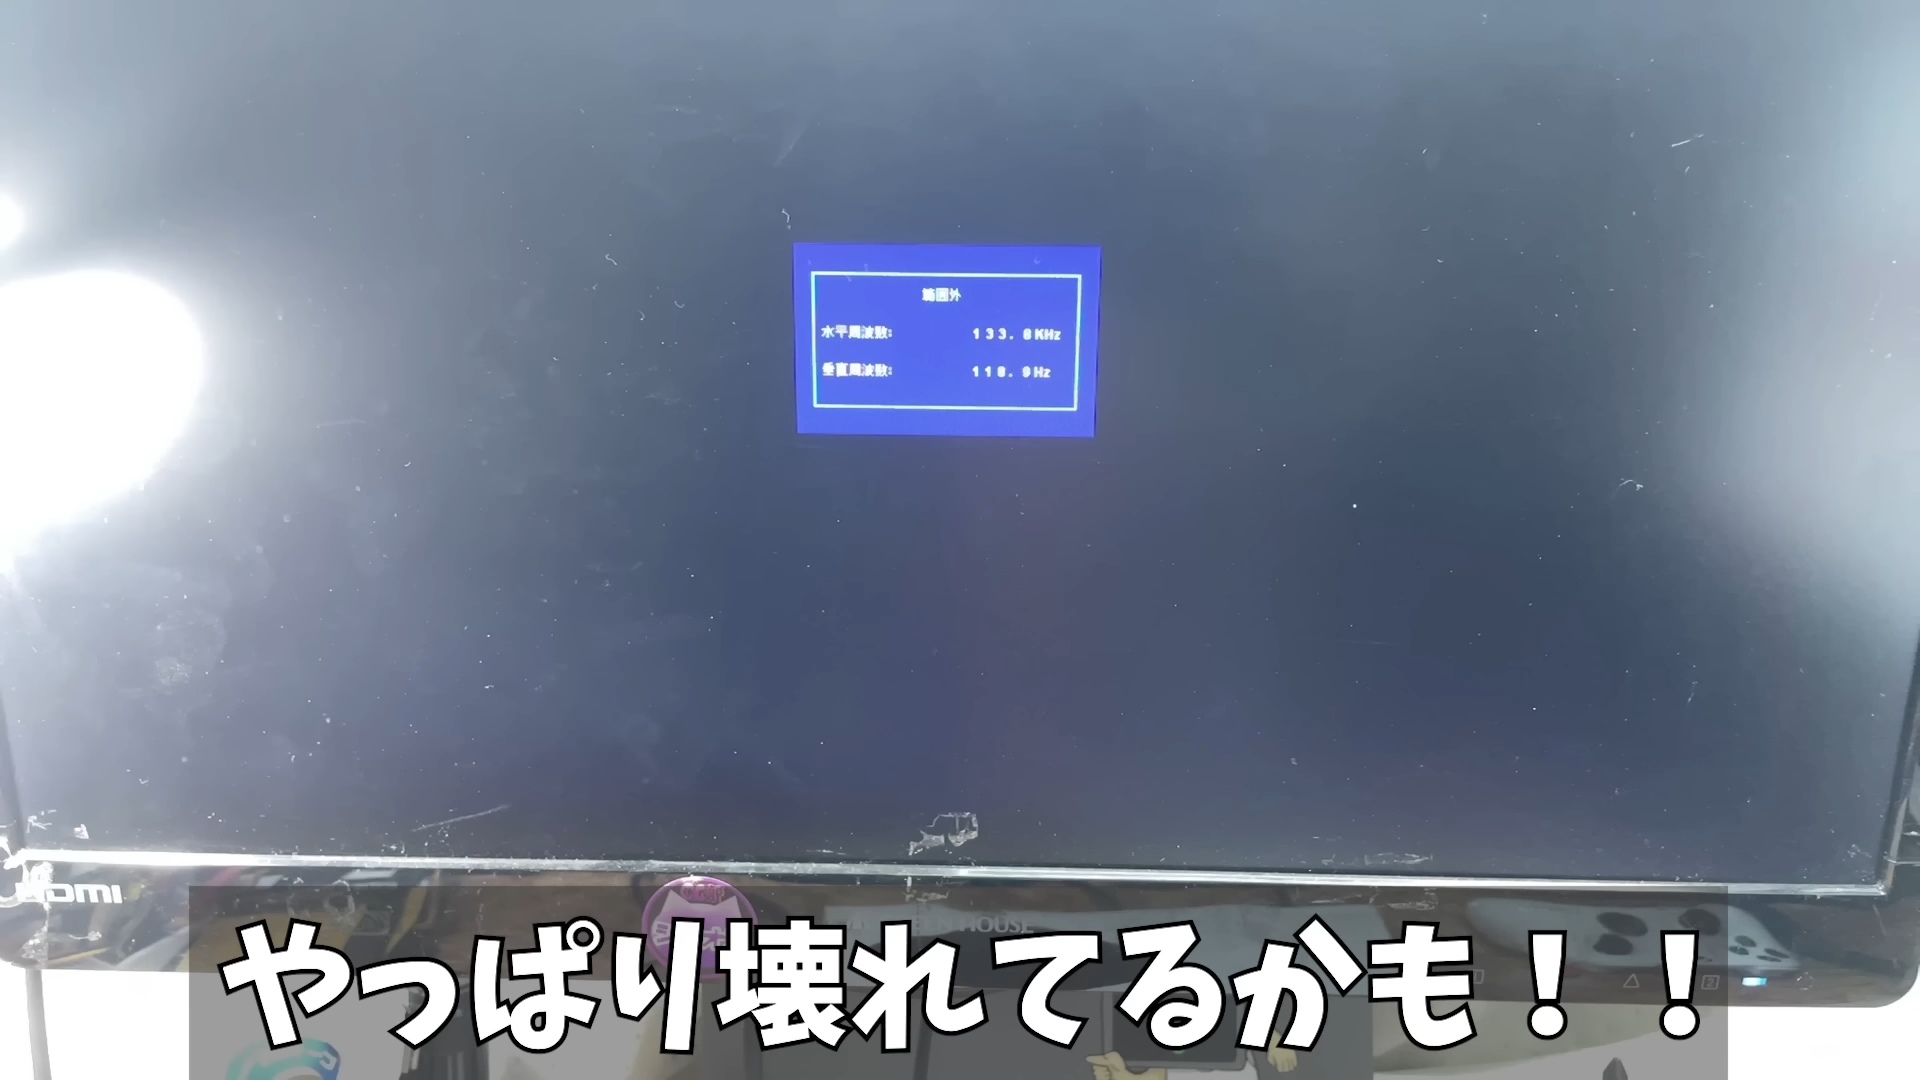 範囲外
水平周波数: 133.8KHz
垂直周波数: 118.9Hz
HDMI
HOUSE
やっぱり壊れてるかも！！